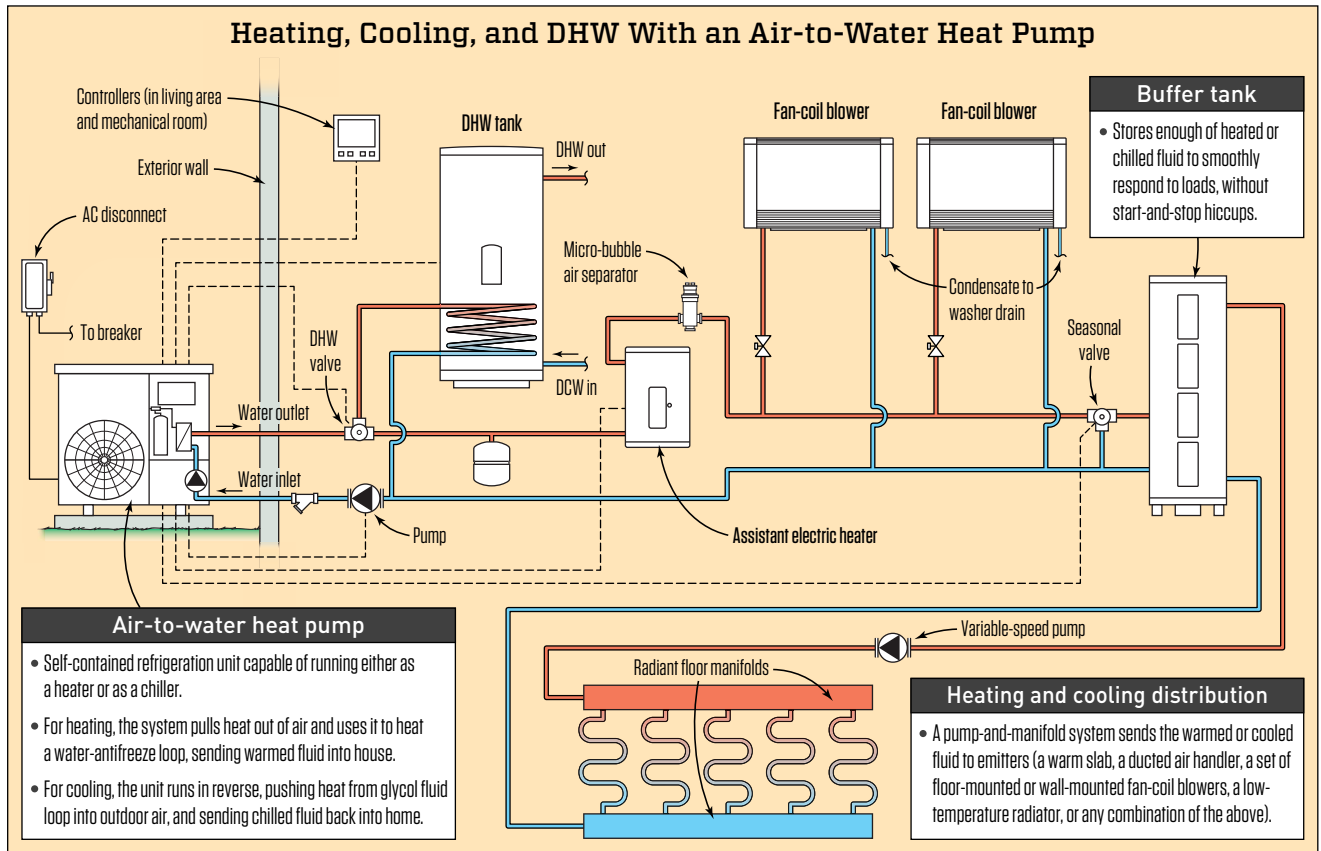 Heating, Cooling, and DHW With an Air-to-Water Heat Pump
Controllers (in living area
and mechanical room)
Exterior wall
AC disconnect
To breaker
DHW tank
DHW out
DHW
valve
DCW in
Water outlet
Water inlet
Pump
Micro-bubble
air separator
Assistant electric heater
Fan-coil blower
Fan-coil blower
Condensate to
washer drain
Seasonal
valve
Buffer tank
• Stores enough of heated or
chilled fluid to smoothly
respond to loads, without
start-and-stop hiccups.
Air-to-water heat pump
• Self-contained refrigeration unit capable of running either as
a heater or as a chiller.
• For heating, the system pulls heat out of air and uses it to heat
a water-antifreeze loop, sending warmed fluid into house.
• For cooling, the unit runs in reverse, pushing heat from glycol fluid
loop into outdoor air, and sending chilled fluid back into home.
Variable-speed pump
Radiant floor manifolds
Heating and cooling distribution
• A pump-and-manifold system sends the warmed or cooled
fluid to emitters (a warm slab, a ducted air handler, a set of
floor-mounted or wall-mounted fan-coil blowers, a low-
temperature radiator, or any combination of the above).